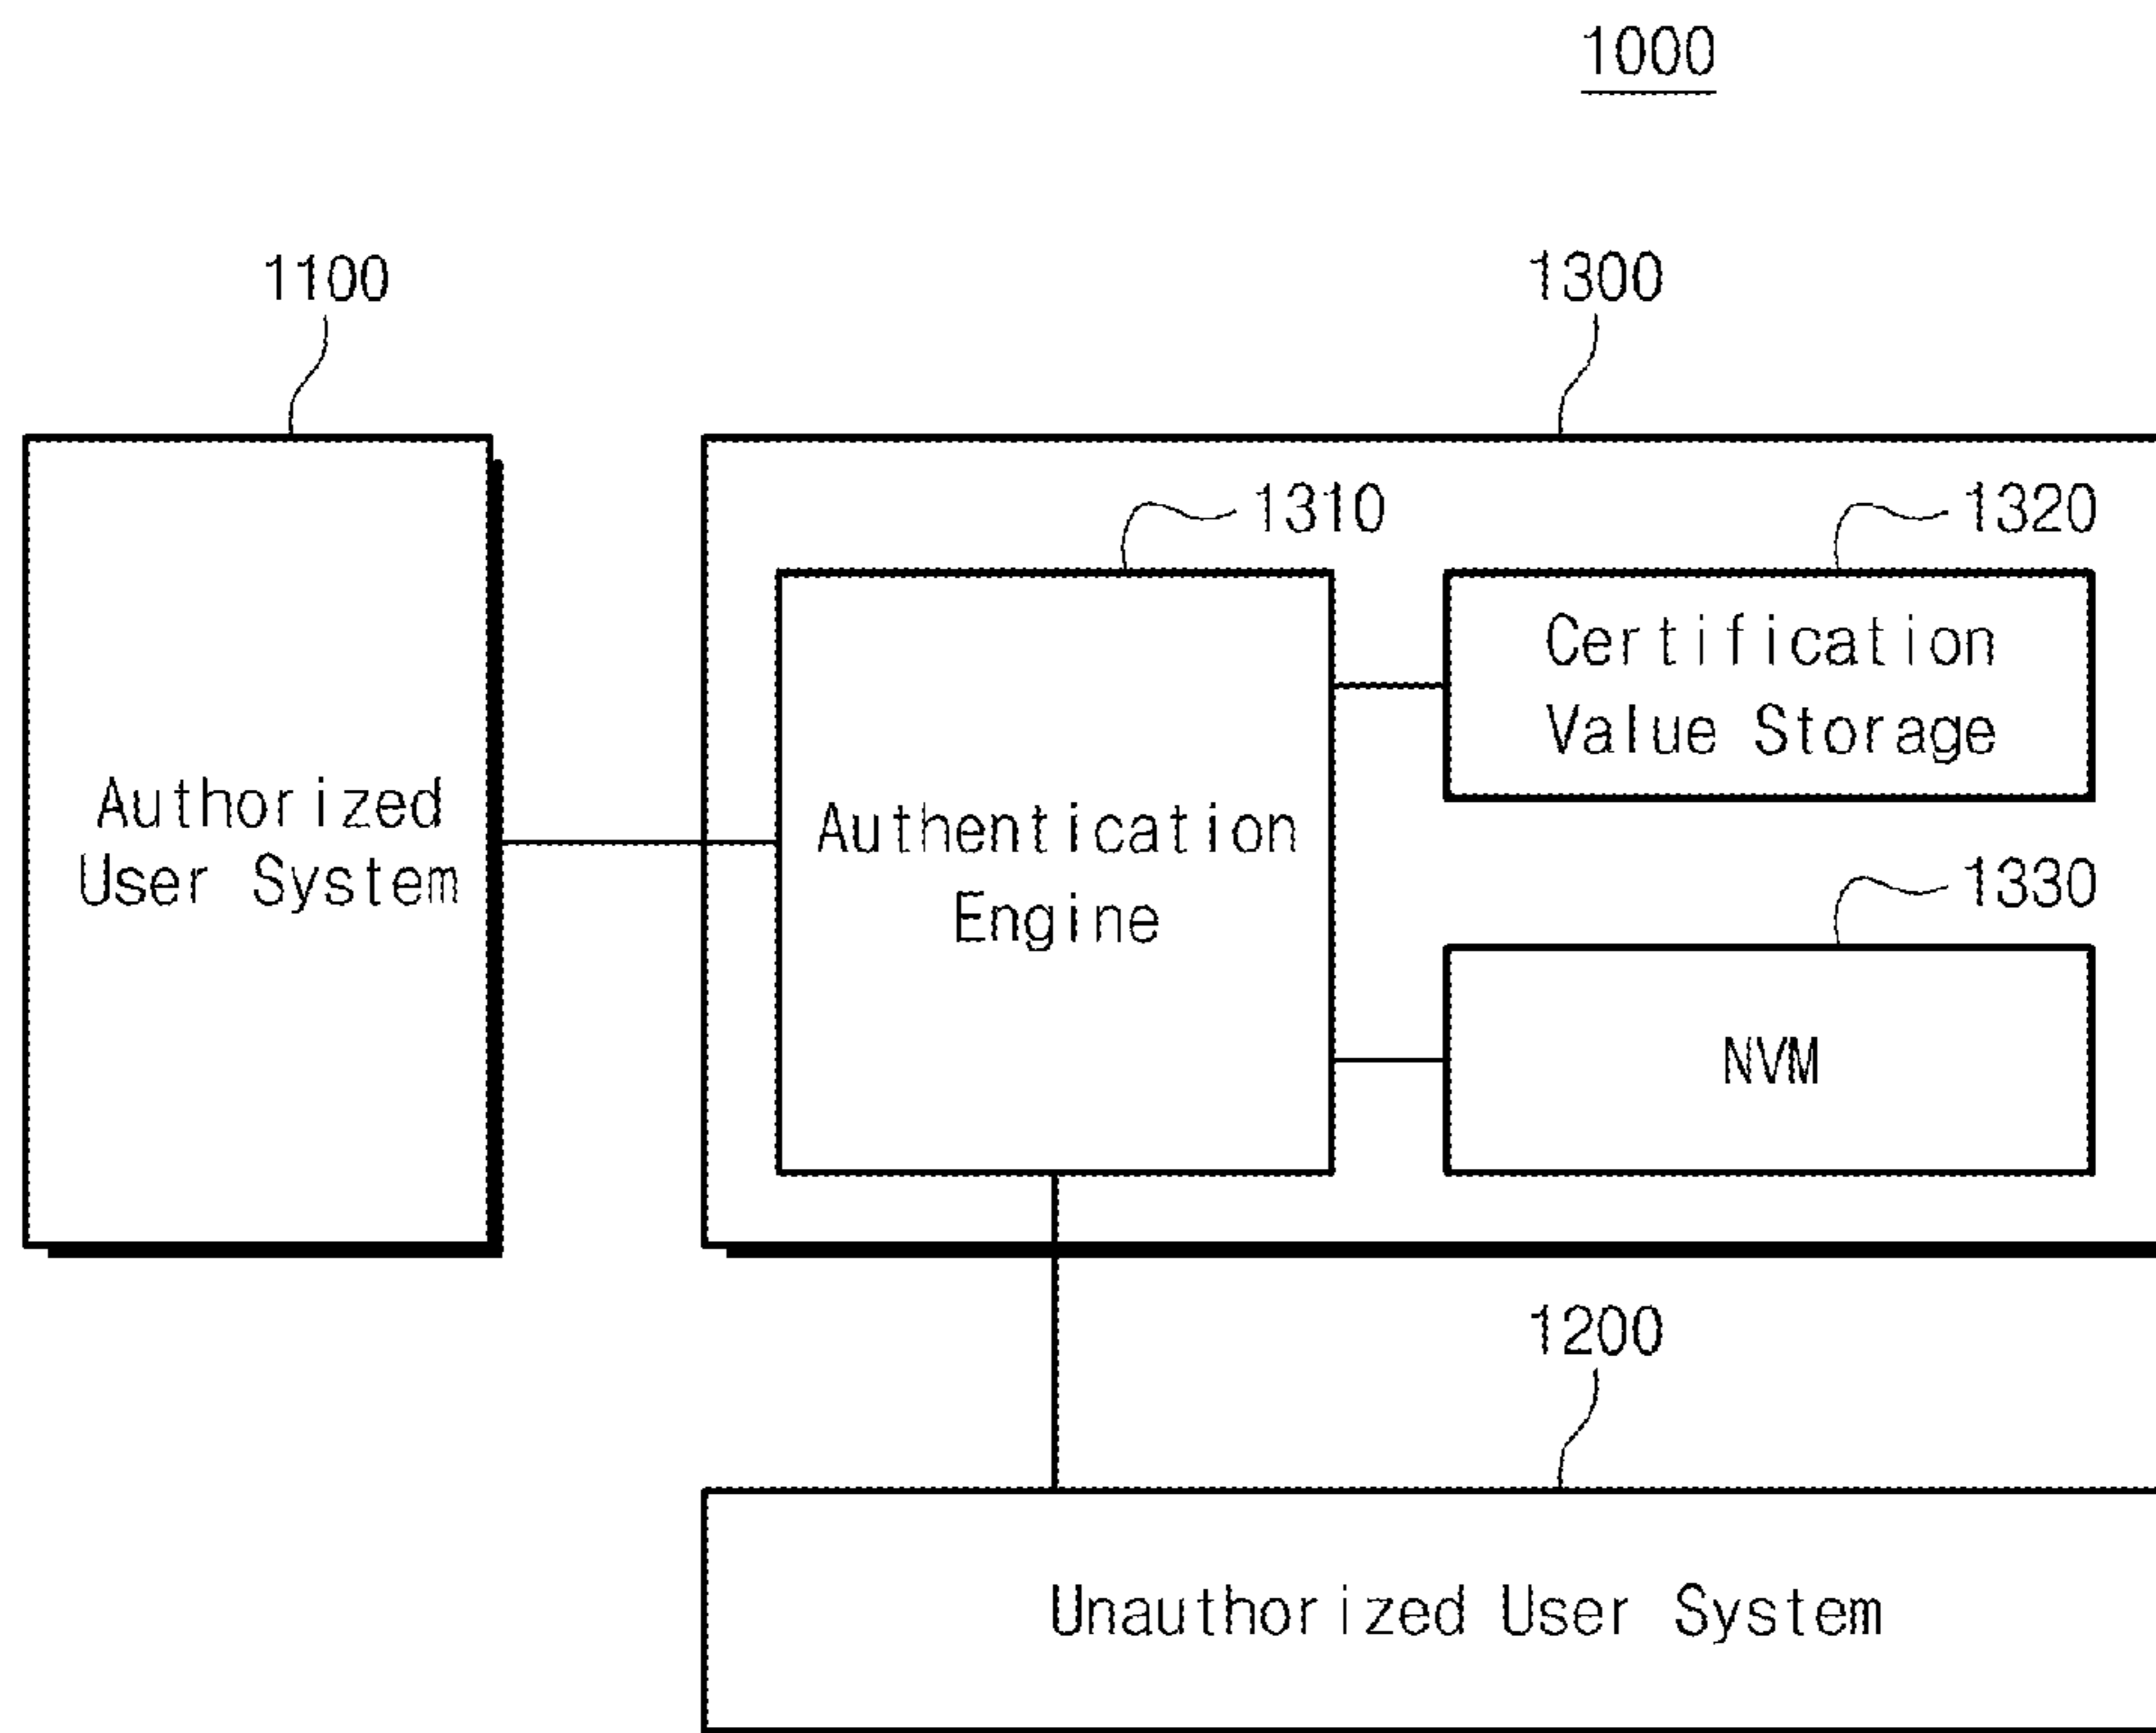 1000
1100
1300
1310
1320
Certification
Value Storage
Authorized
User System
Authentication
Engine
1330
NVM
1200
Unauthorized User System